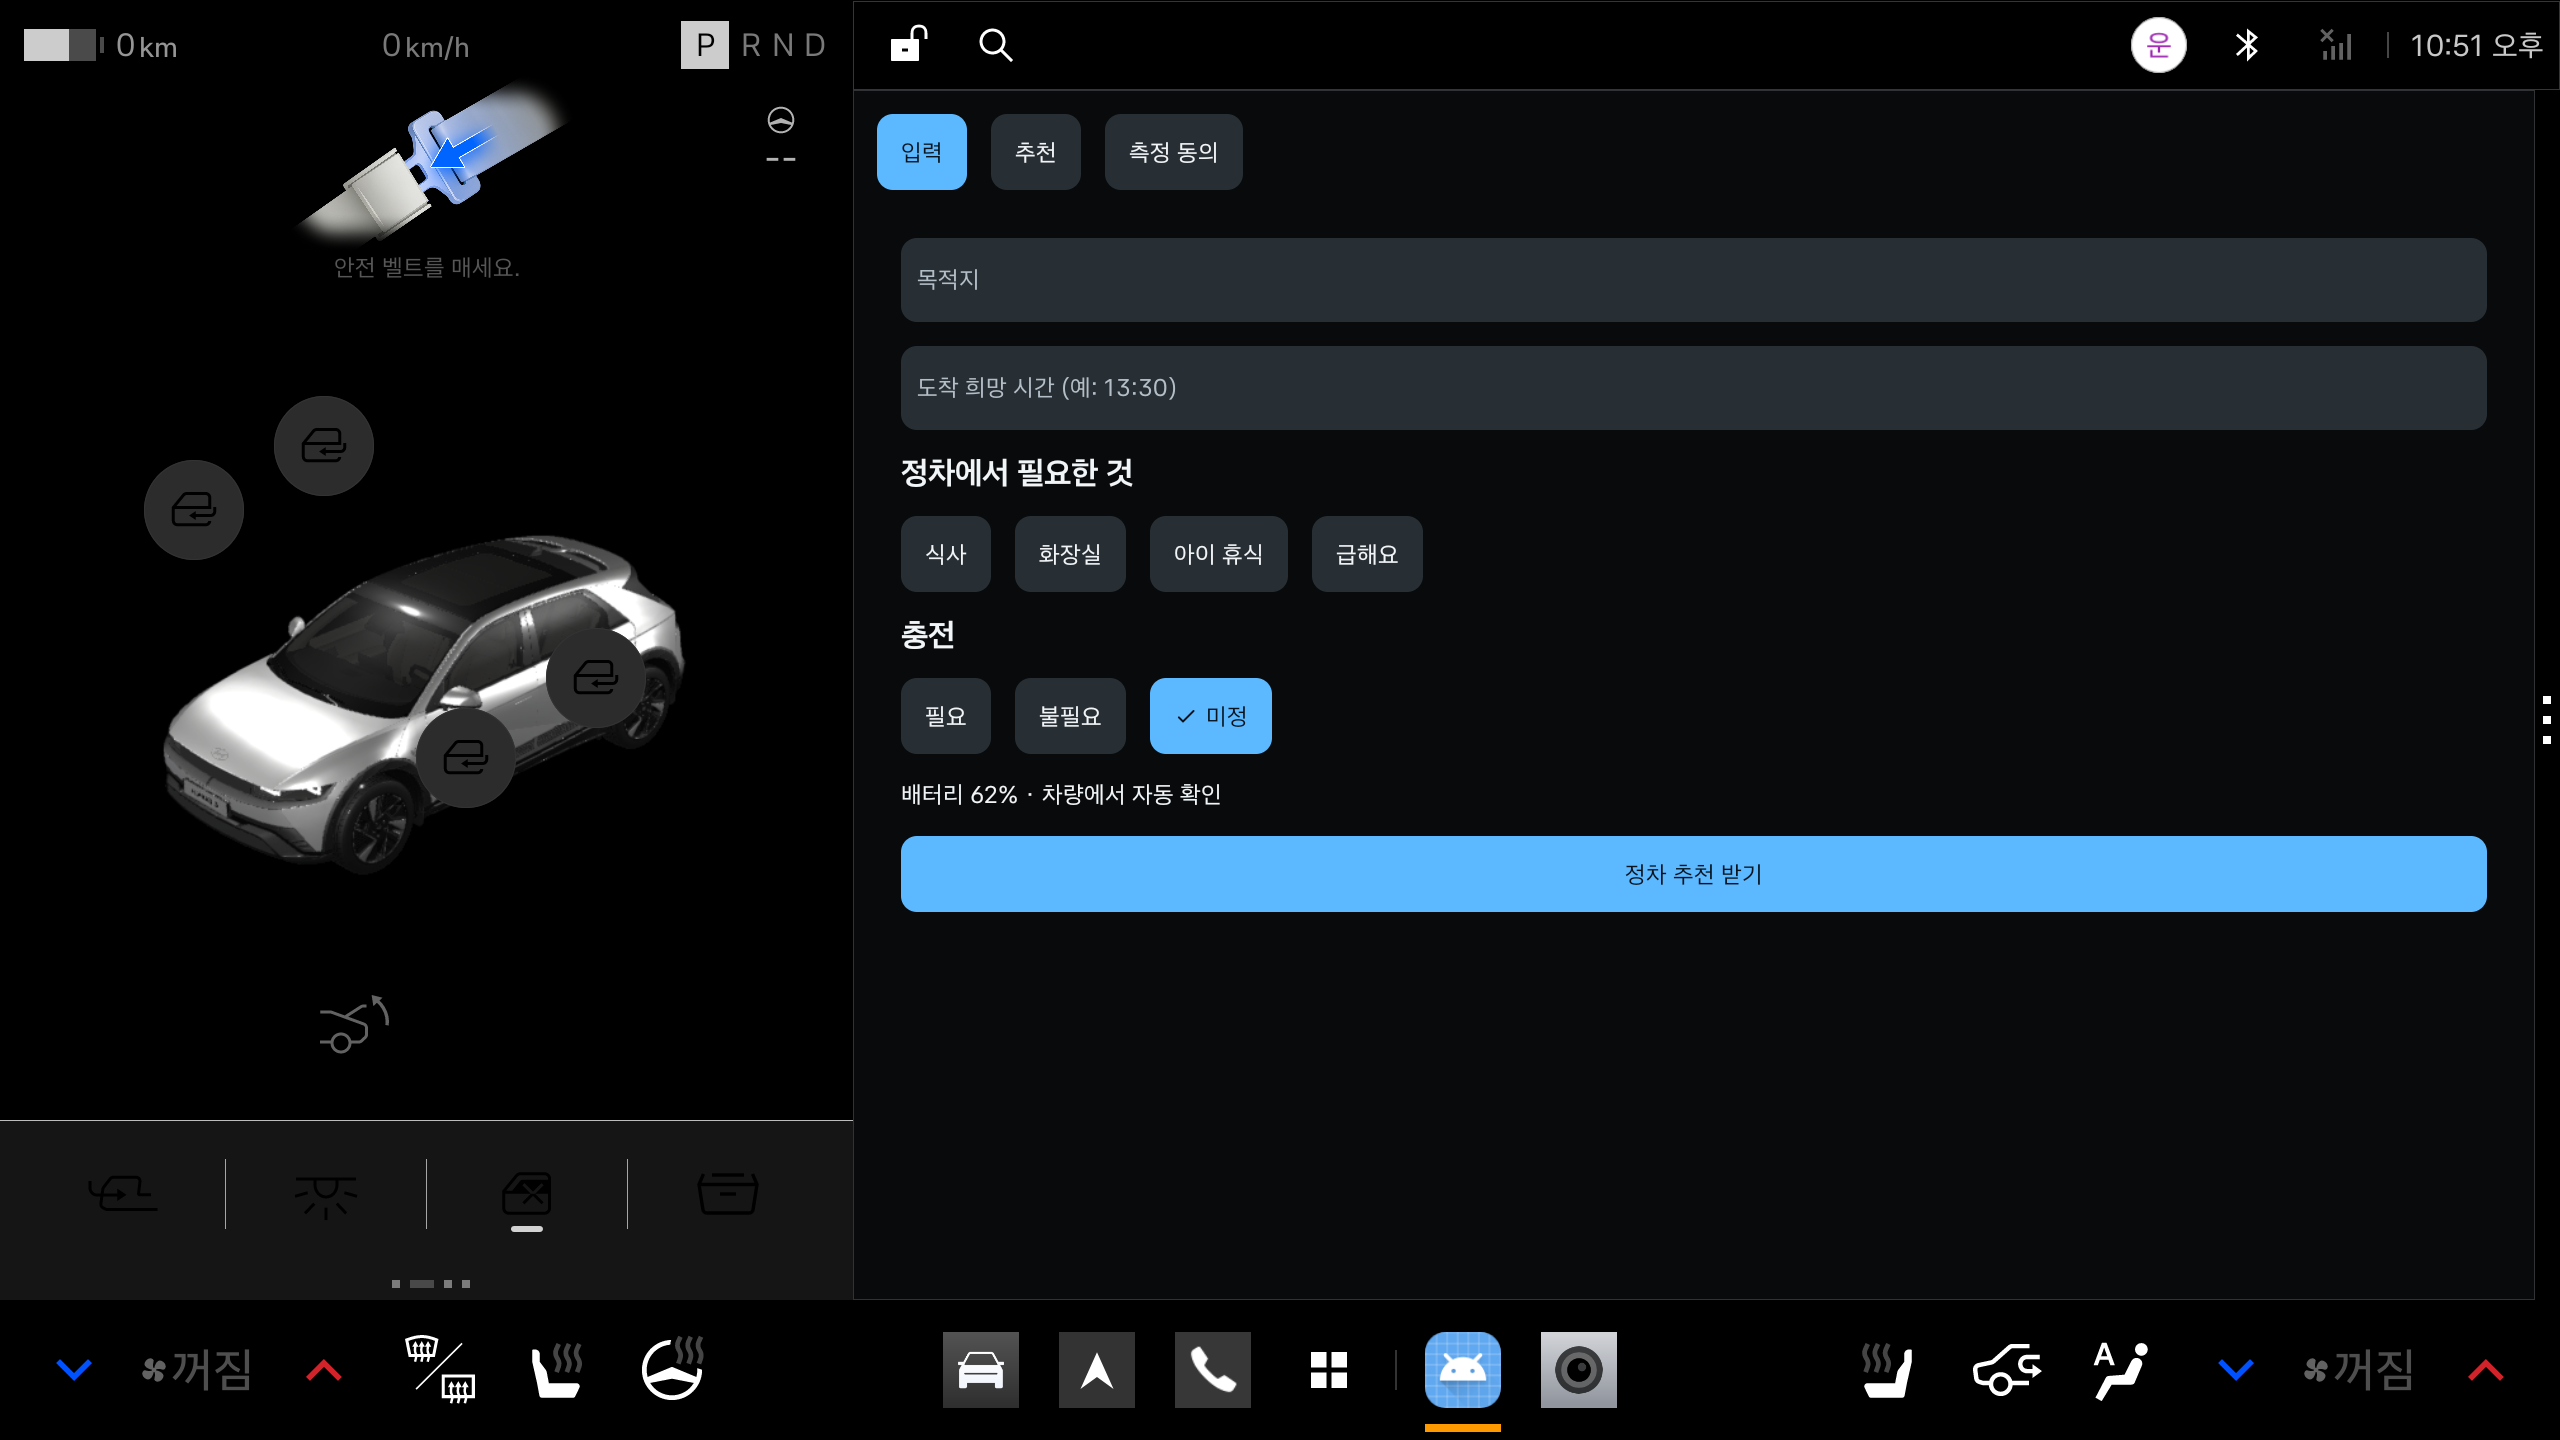 0 km
0 km/h
P R N D
10:51 오후
운
--
안전 벨트를 매세요.
입력
추천
측정 동의
목적지
도착 희망 시간 (예: 13:30)
정차에서 필요한 것
식사
화장실
아이 휴식
급해요
충전
필요
불필요
미정
배터리 62% · 차량에서 자동 확인
정차 추천 받기
꺼짐
A
꺼짐